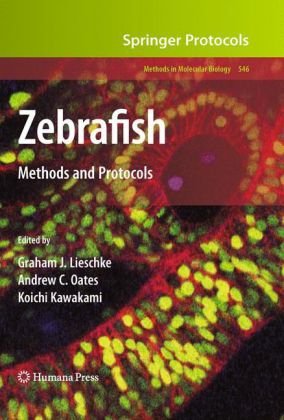 Springer Protocols
Methods in Molecular Biology 546
Zebrafish
Methods and Protocols
Edited by
Graham J. Lieschke
Andrew C. Oates
Koichi Kawakami
Humana Press